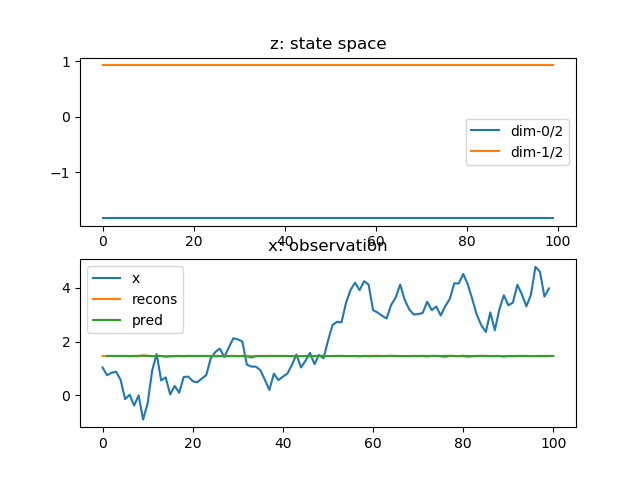 z: state space
1
0
−1
dim-0/2
dim-1/2
0 20 40 60 80 100
x: observation
x
recons
pred
4
2
0
0 20 40 60 80 100